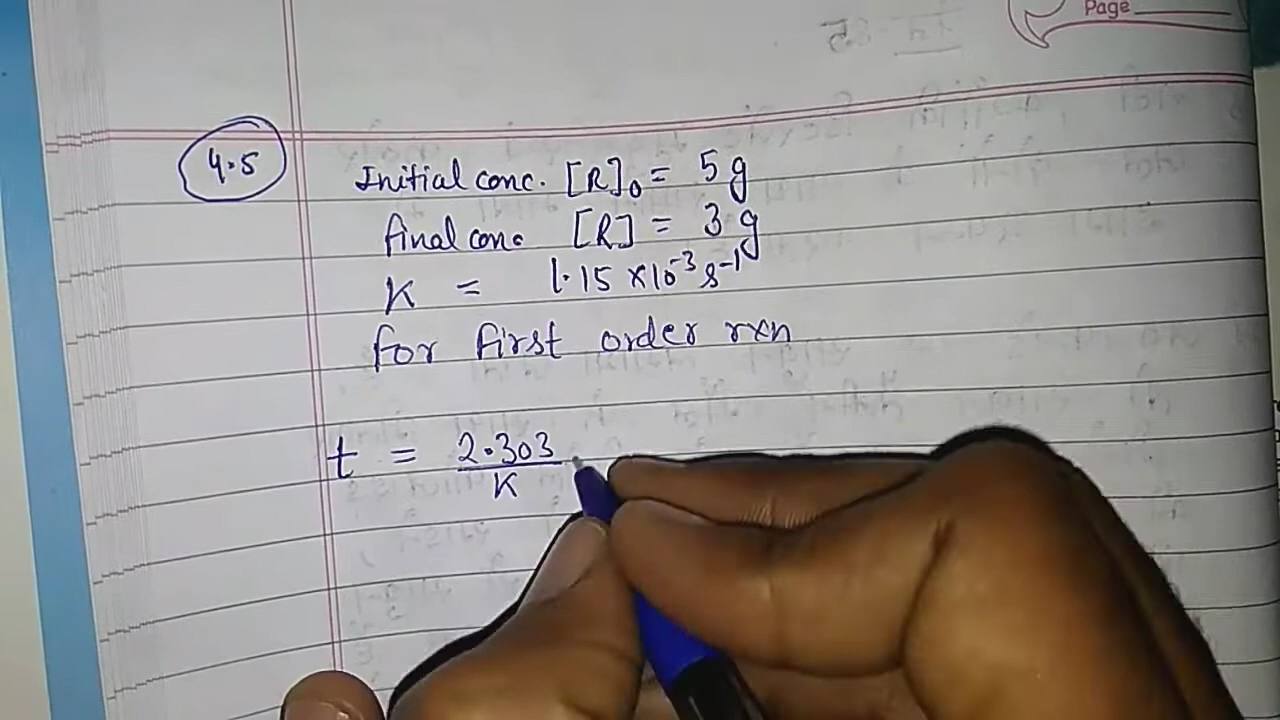 Page
4.5
Initial conc. [R]₀ = 5g
final conc [R] = 3 g
K = 1.15 × 10⁻³ s⁻¹
for first order rxn
t = 2.303 / K